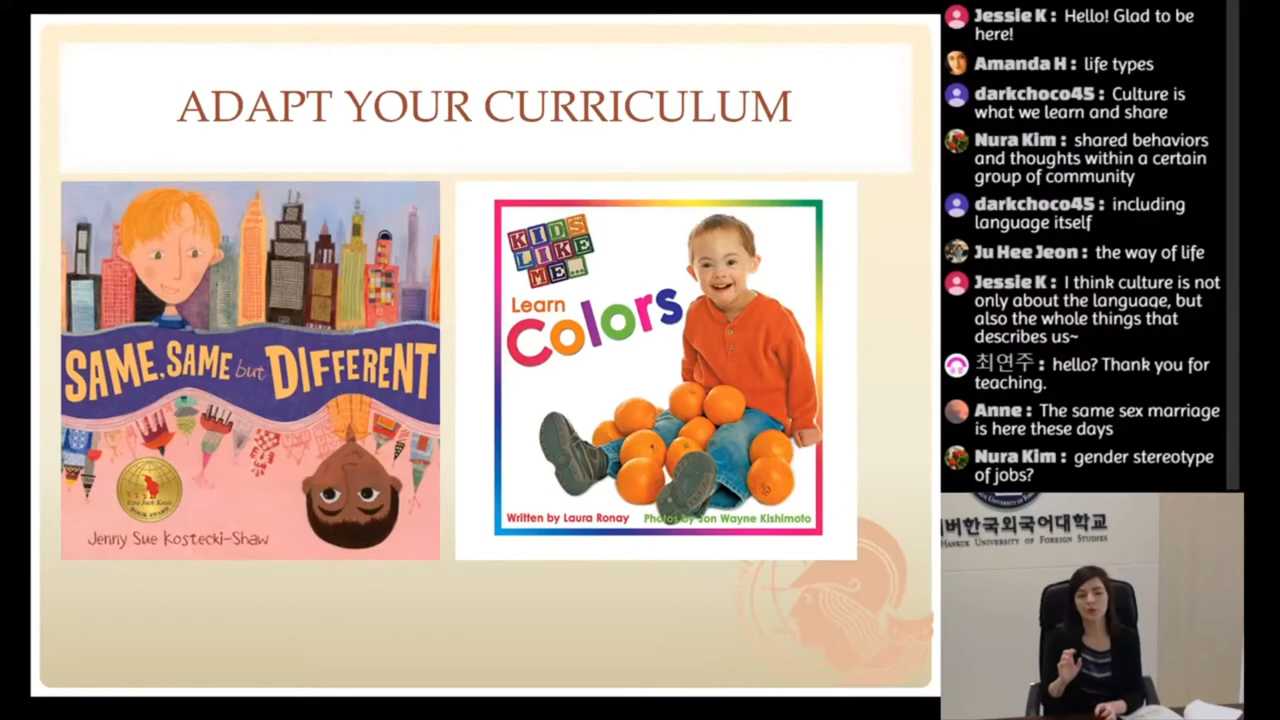 ADAPT YOUR CURRICULUM
SAME, SAME but DIFFERENT
Jenny Sue Kostecki-Shaw
KIDS
LIKE
ME...
Learn
Colors
Written by Laura Ronay
Photos by Jon Wayne Kishimoto
Jessie K : Hello! Glad to be
here!
Amanda H : life types
darkchoco45 : Culture is
what we learn and share
Nura Kim : shared behaviors
and thoughts within a certain
group of community
darkchoco45 : including
language itself
Ju Hee Jeon : the way of life
Jessie K : I think culture is not
only about the language, but
also the whole things that
describes us~
최연주 : hello? Thank you for
teaching.
Anne : The same sex marriage
is here these days
Nura Kim : gender stereotype
of jobs?
버한국외국어대학교
HANKUK UNIVERSITY OF FOREIGN STUDIES